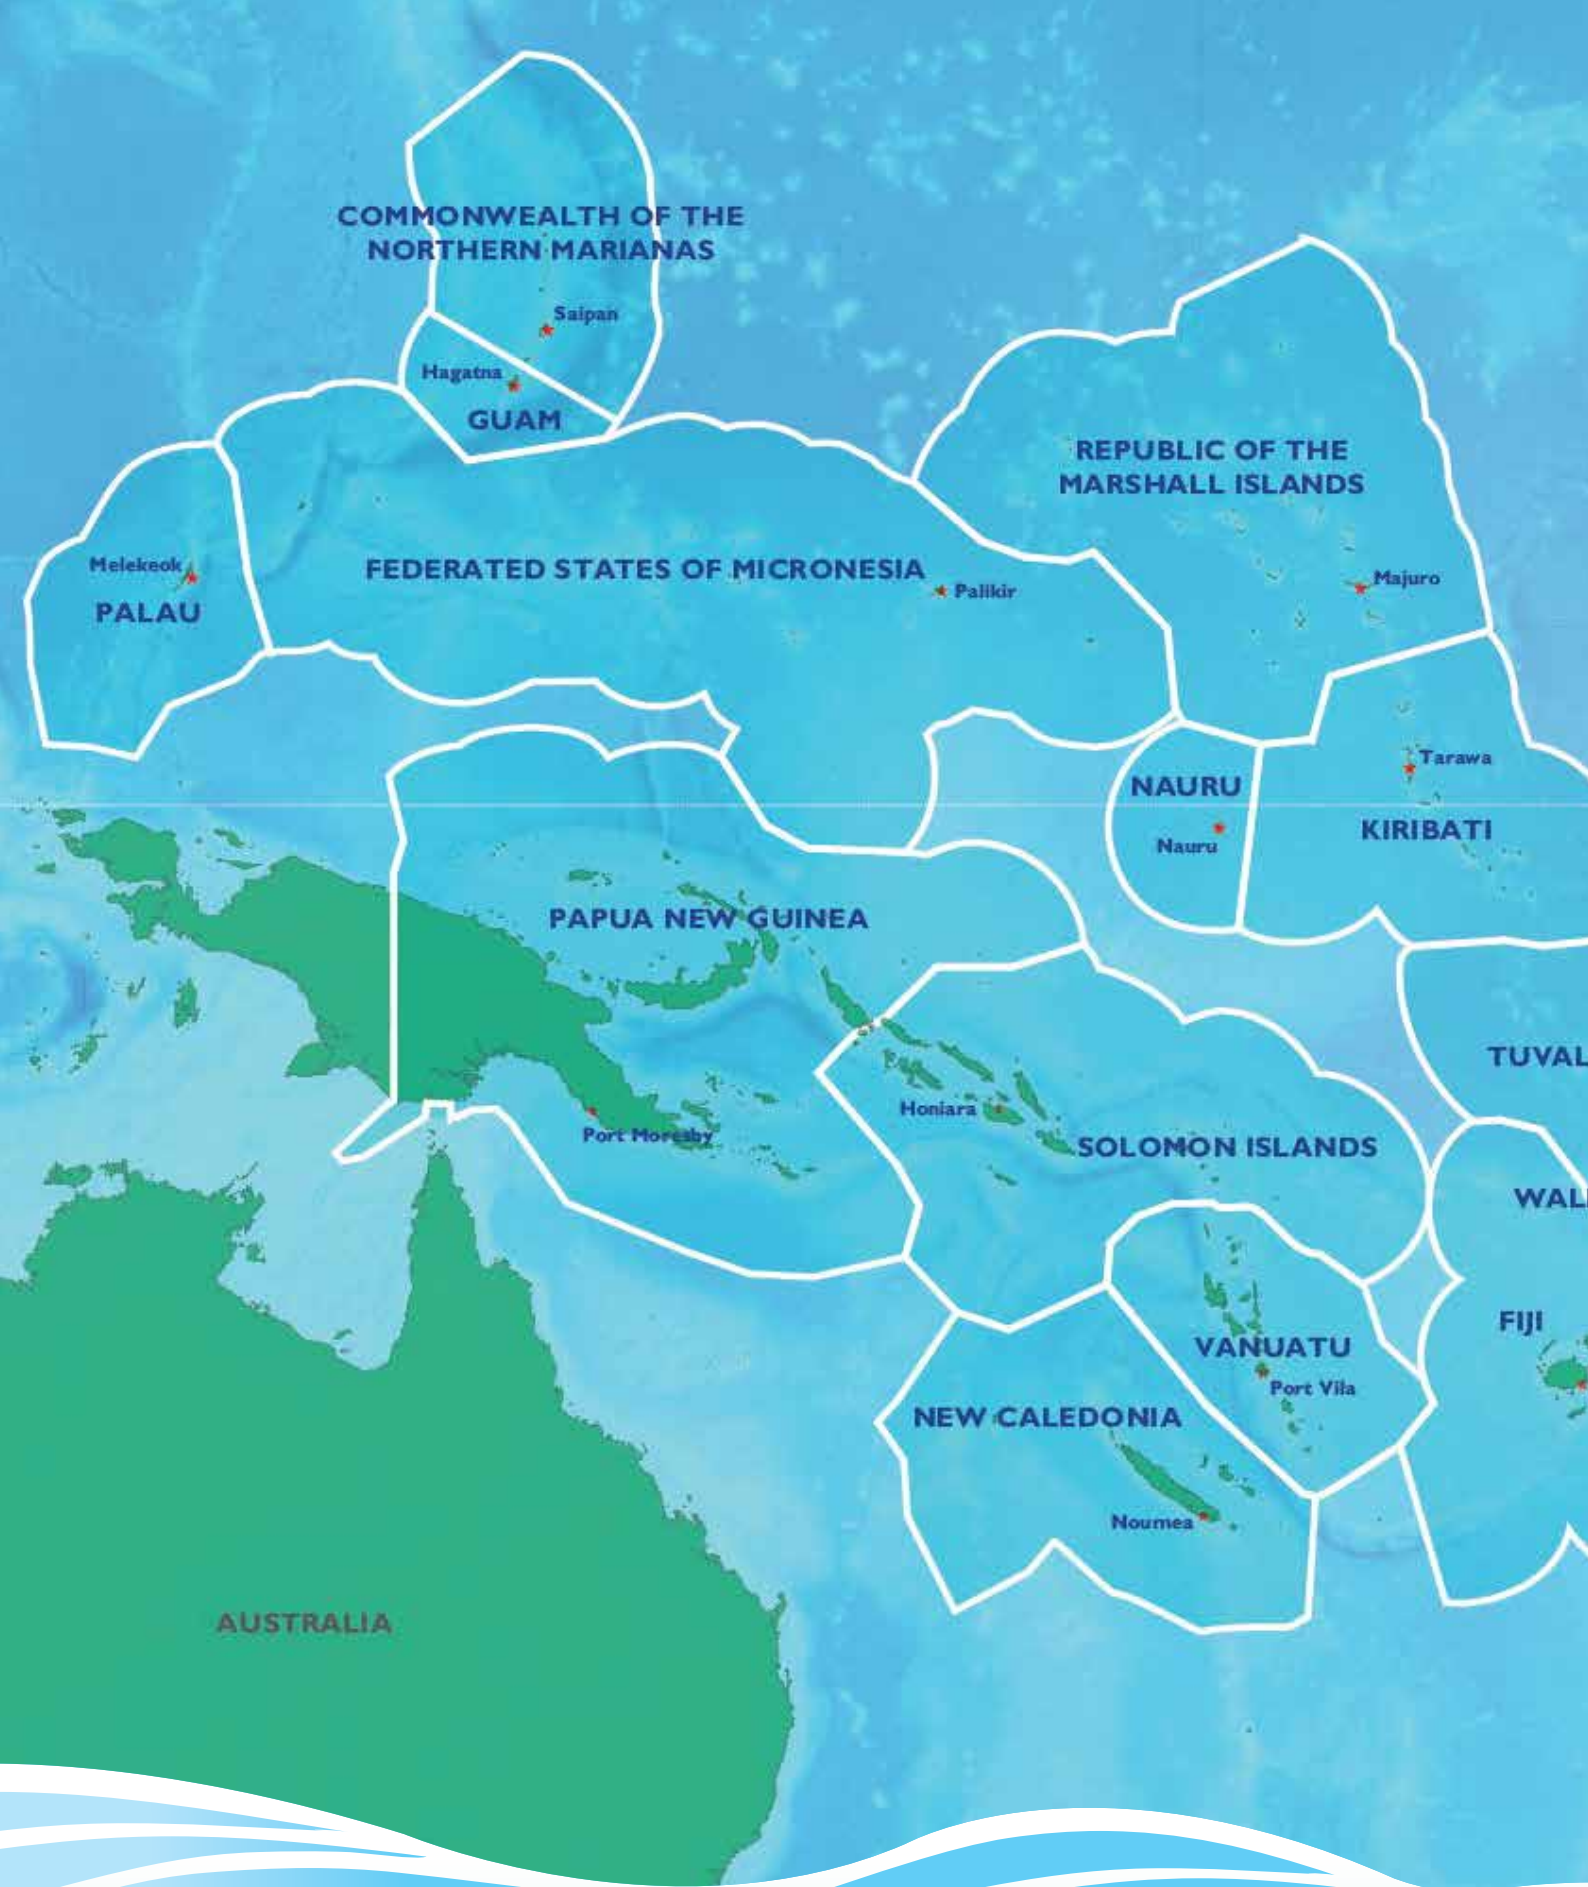 COMMONWEALTH OF THE
NORTHERN MARIANAS
Saipan
Hagatna
GUAM
REPUBLIC OF THE
MARSHALL ISLANDS
Melekeok
PALAU
FEDERATED STATES OF MICRONESIA
Palikir
Majuro
NAURU
Nauru
Tarawa
KIRIBATI
PAPUA NEW GUINEA
Port Moresby
Honiara
SOLOMON ISLANDS
TUVAL
WAL
FIJI
VANUATU
Port Vila
NEW CALEDONIA
Noumea
AUSTRALIA